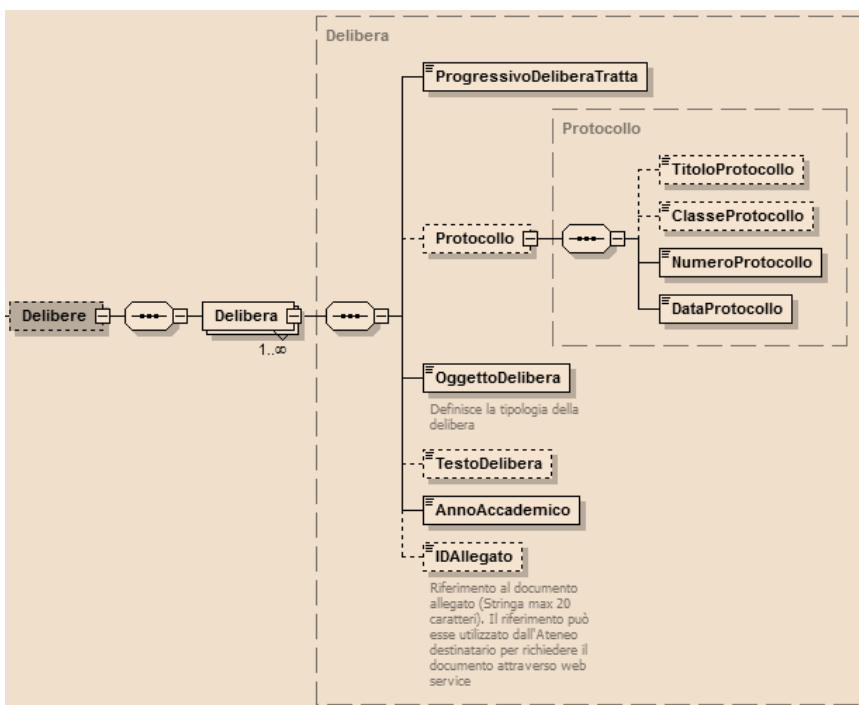 Delibera
ProgressivoDeliberaTratta
Protocollo
TitoloProtocollo
ClasseProtocollo
Protocollo
NumeroProtocollo
DataProtocollo
Delibere
Delibera
1..∞
OggettoDelibera
Definisce la tipologia della
delibera
TestoDelibera
AnnoAccademico
IDAllegato
Riferimento al documento
allegato (Stringa max 20
caratteri). Il riferimento può
esse utilizzato dall'Ateneo
destinatario per richiedere il
documento attraverso web
service